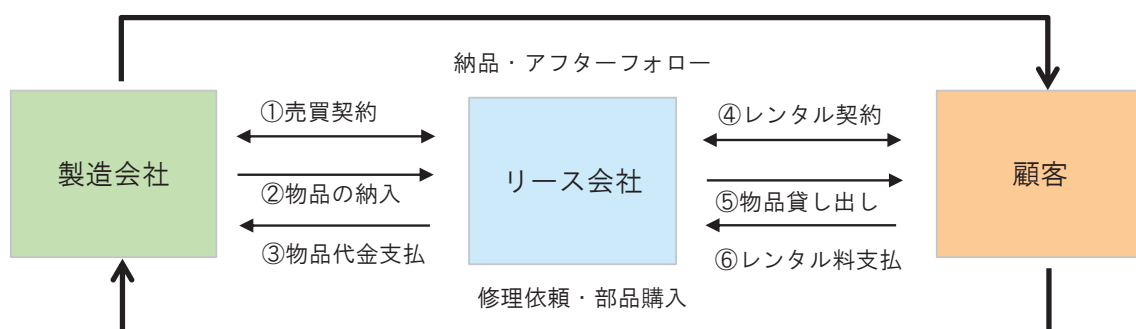 納品・アフターフォロー
①売買契約
④レンタル契約
製造会社
リース会社
顧客
②物品の納入
⑤物品貸し出し
③物品代金支払
⑥レンタル料支払
修理依頼・部品購入